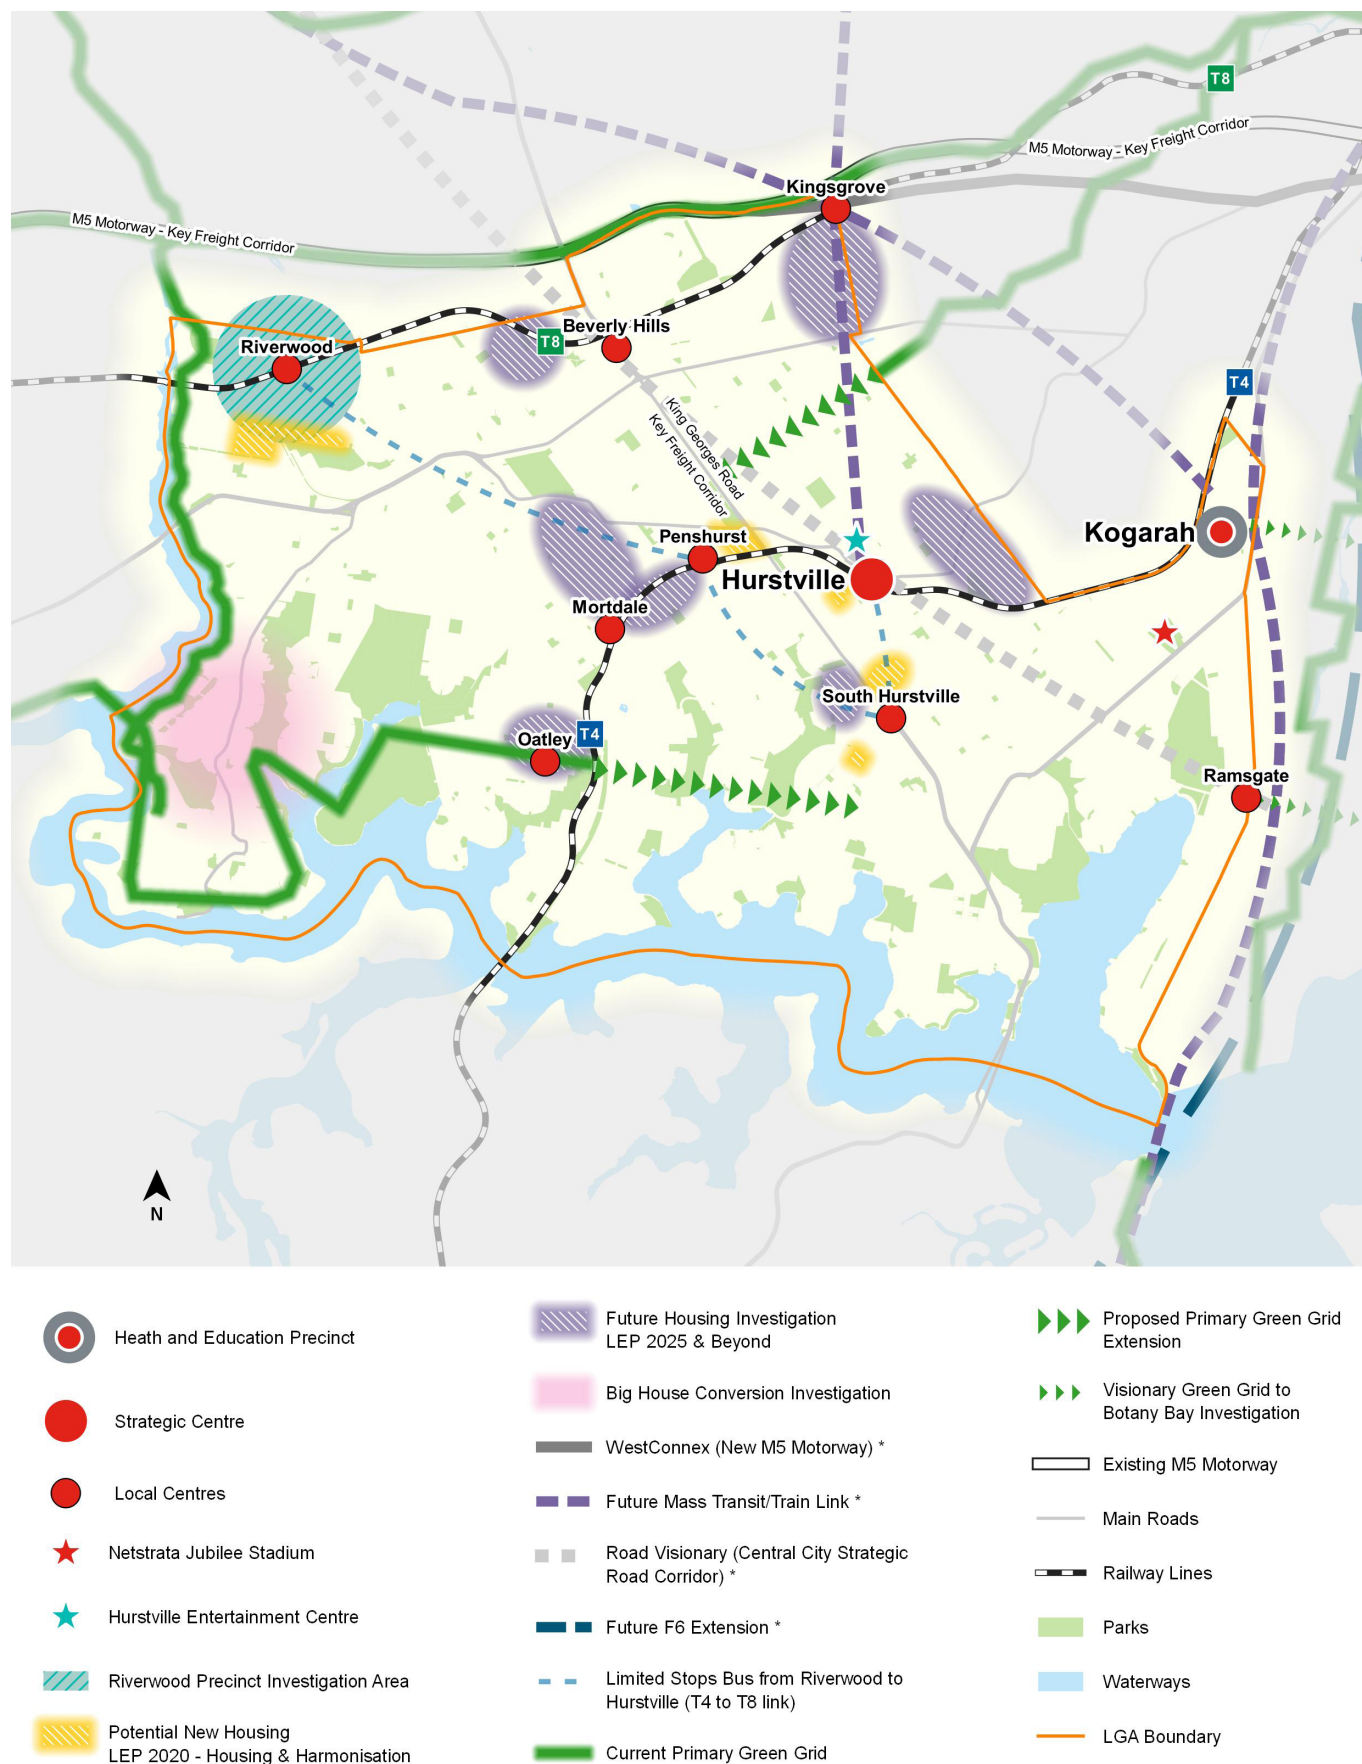 T8
M5 Motorway - Key Freight Corridor
Kingsgrove
M5 Motorway - Key Freight Corridor
Beverly Hills
T8
Riverwood
T4
King Georges Road
Key Freight Corridor
Penshurst
Kogarah
Hurstville
Mortdale
South Hurstville
Oatley
T4
Ramsgate
N
Heath and Education Precinct
Strategic Centre
Local Centres
Netstrata Jubilee Stadium
Hurstville Entertainment Centre
Riverwood Precinct Investigation Area
Potential New Housing
LEP 2020 - Housing & Harmonisation
Future Housing Investigation
LEP 2025 & Beyond
Big House Conversion Investigation
WestConnex (New M5 Motorway) *
Future Mass Transit/Train Link *
Road Visionary (Central City Strategic
Road Corridor) *
Future F6 Extension *
Limited Stops Bus from Riverwood to
Hurstville (T4 to T8 link)
Current Primary Green Grid
Proposed Primary Green Grid
Extension
Visionary Green Grid to
Botany Bay Investigation
Existing M5 Motorway
Main Roads
Railway Lines
Parks
Waterways
LGA Boundary